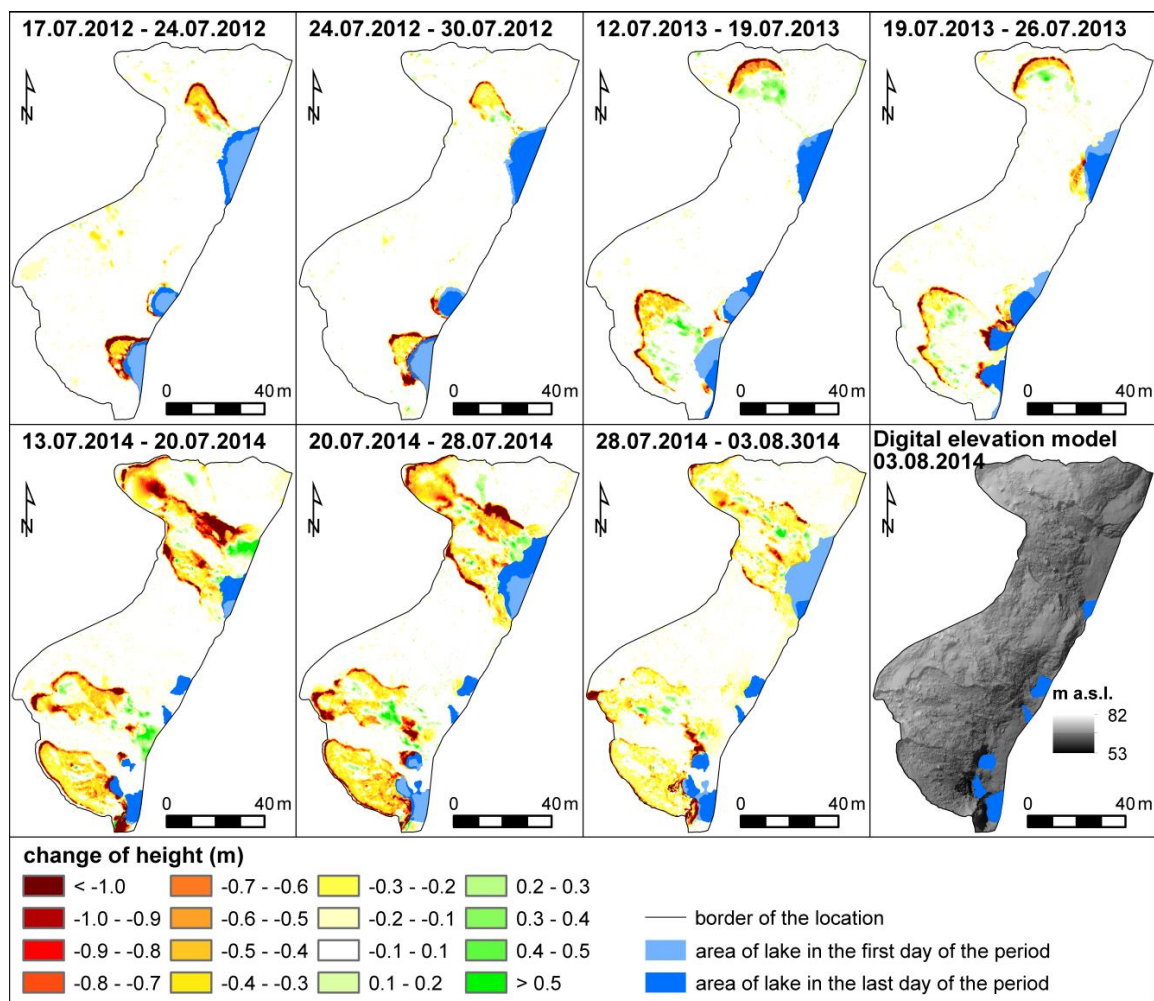 17.07.2012 - 24.07.2012
24.07.2012 - 30.07.2012
12.07.2013 - 19.07.2013
19.07.2013 - 26.07.2013
N
N
N
N
0 40 m
0 40 m
0 40 m
0 40 m
13.07.2014 - 20.07.2014
20.07.2014 - 28.07.2014
28.07.2014 - 03.08.3014
Digital elevation model
03.08.2014
N
N
N
N
m a.s.l.
82
53
0 40 m
0 40 m
0 40 m
0 40 m
change of height (m)
< -1.0
-1.0 - -0.9
-0.9 - -0.8
-0.8 - -0.7
-0.7 - -0.6
-0.6 - -0.5
-0.5 - -0.4
-0.4 - -0.3
-0.3 - -0.2
-0.2 - -0.1
-0.1 - 0.1
0.1 - 0.2
0.2 - 0.3
0.3 - 0.4
0.4 - 0.5
> 0.5
border of the location
area of lake in the first day of the period
area of lake in the last day of the period